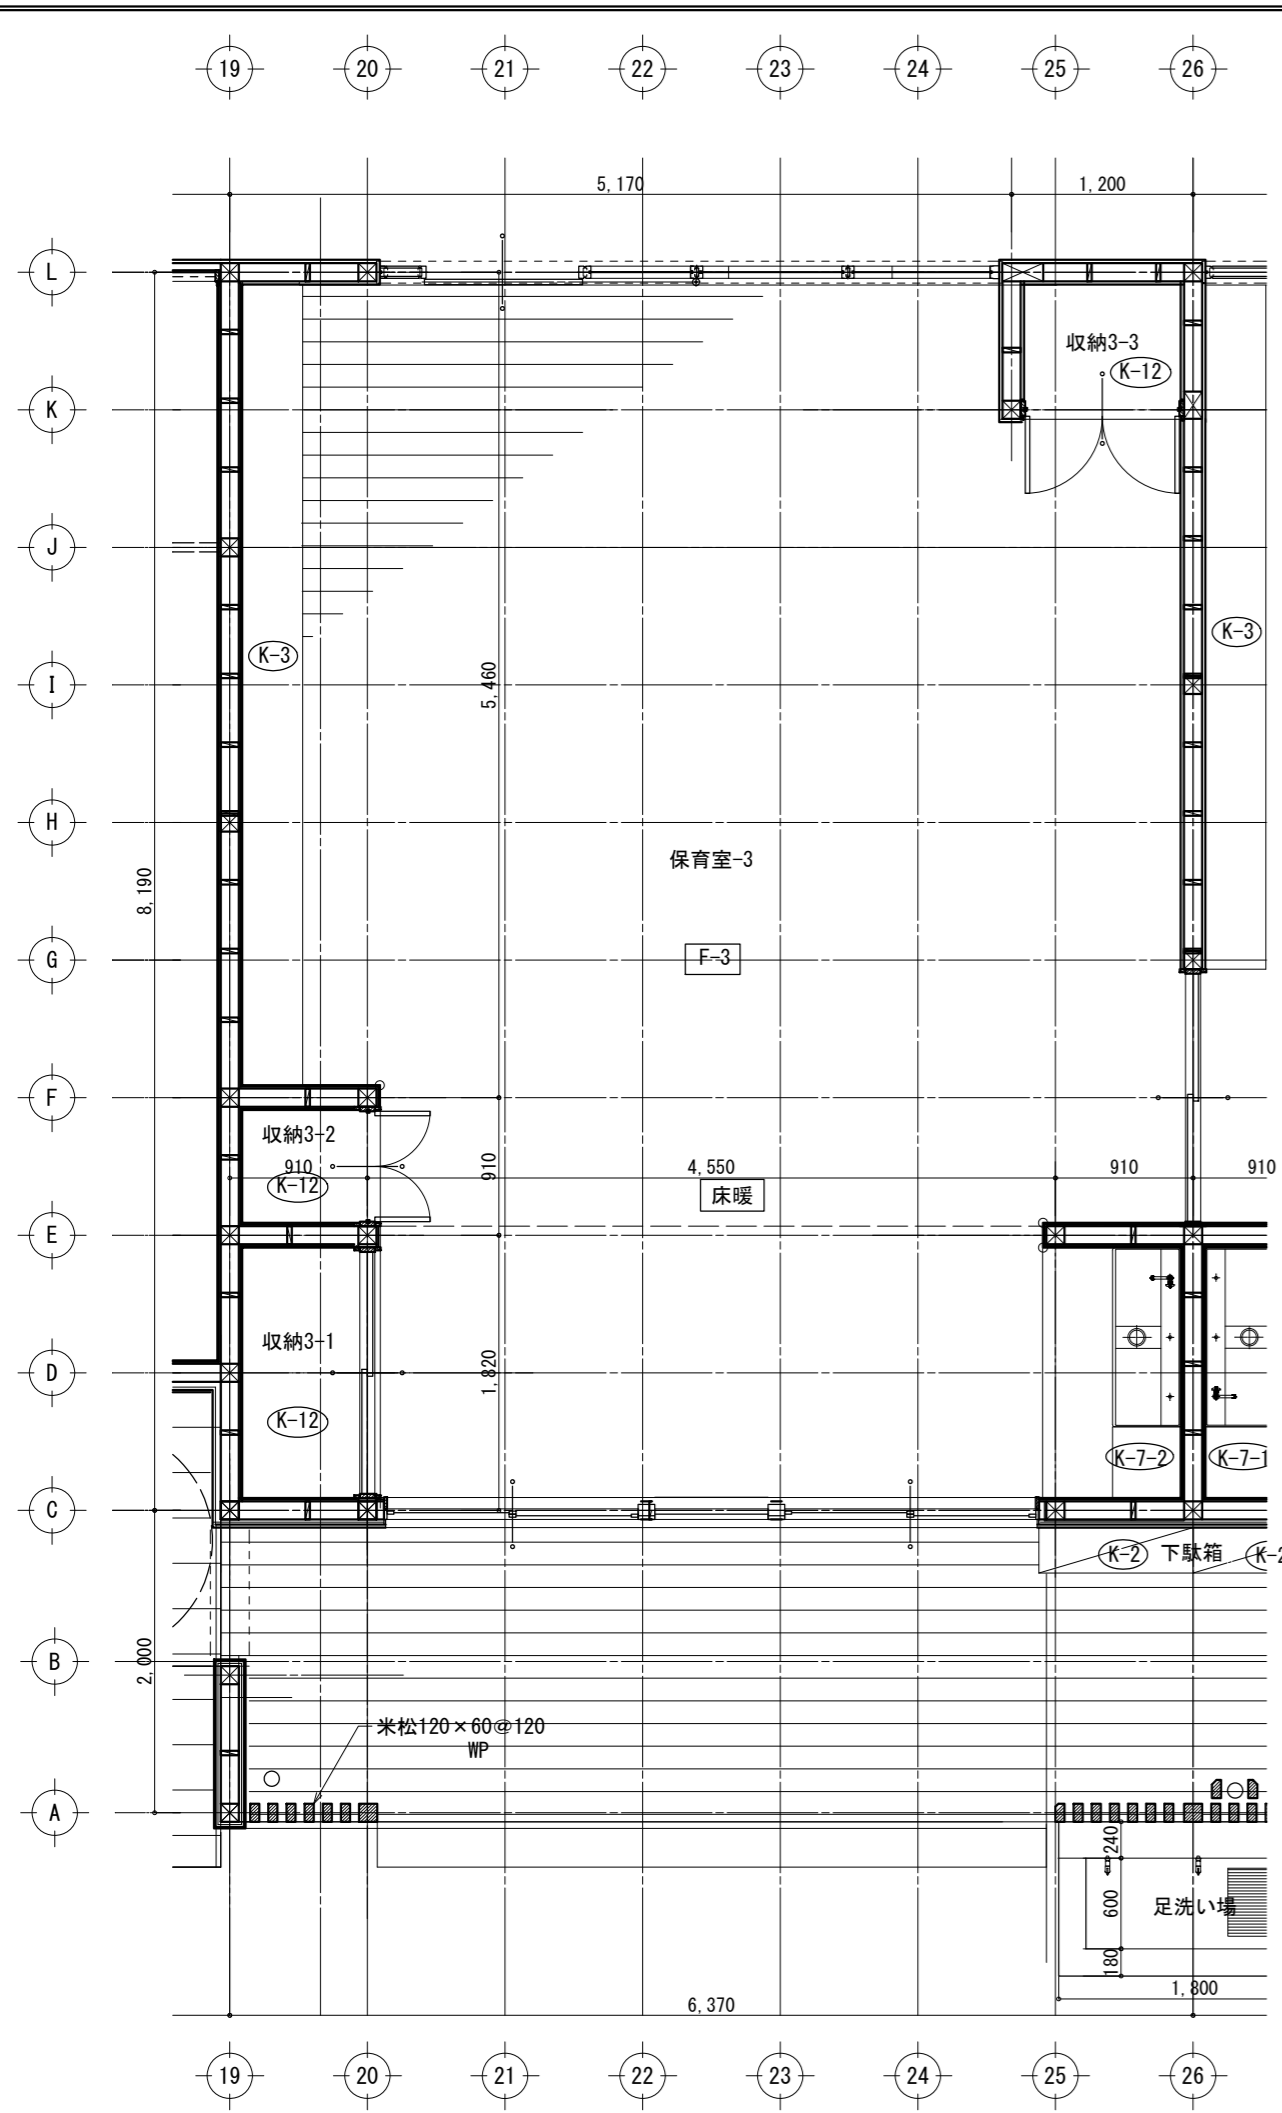 19 20 21 22 23 24 25 26
5,170 1,200
L
収納3-3
K-12
K
J
K-3 K-3
I
5,460
H
保育室-3
8,190
G
F-3
F
収納3-2
910 910 4,550 910 910
K-12
床暖
E
収納3-1
D
1,820
K-12
K-7-2 K-7-1
C
K-2 下駄箱 K-2
B
2,000
米松120×60@120
WP
A
240
600 足洗い場
180
1,800
6,370
19 20 21 22 23 24 25 26